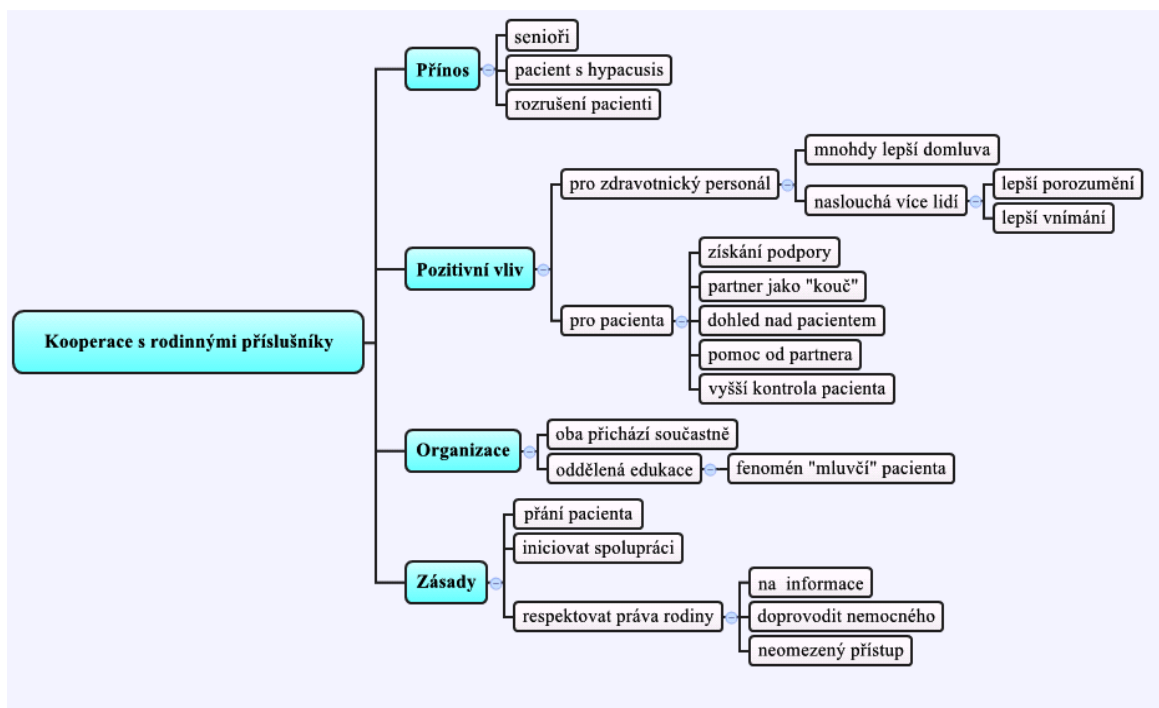 Kooperace s rodinnými příslušníky
Přínos
senioři
pacient s hypacusis
rozrušení pacienti
Pozitivní vliv
pro zdravotnický personál
mnohdy lepší domluva
naslouchá více lidí
lepší porozumění
lepší vnímání
pro pacienta
získání podpory
partner jako "kouč"
dohled nad pacientem
pomoc od partnera
vyšší kontrola pacienta
Organizace
oba přichází součastně
oddělená edukace
fenomén "mluvčí" pacienta
Zásady
přání pacienta
iniciovat spolupráci
respektovat práva rodiny
na informace
doprovodit nemocného
neomezený přístup